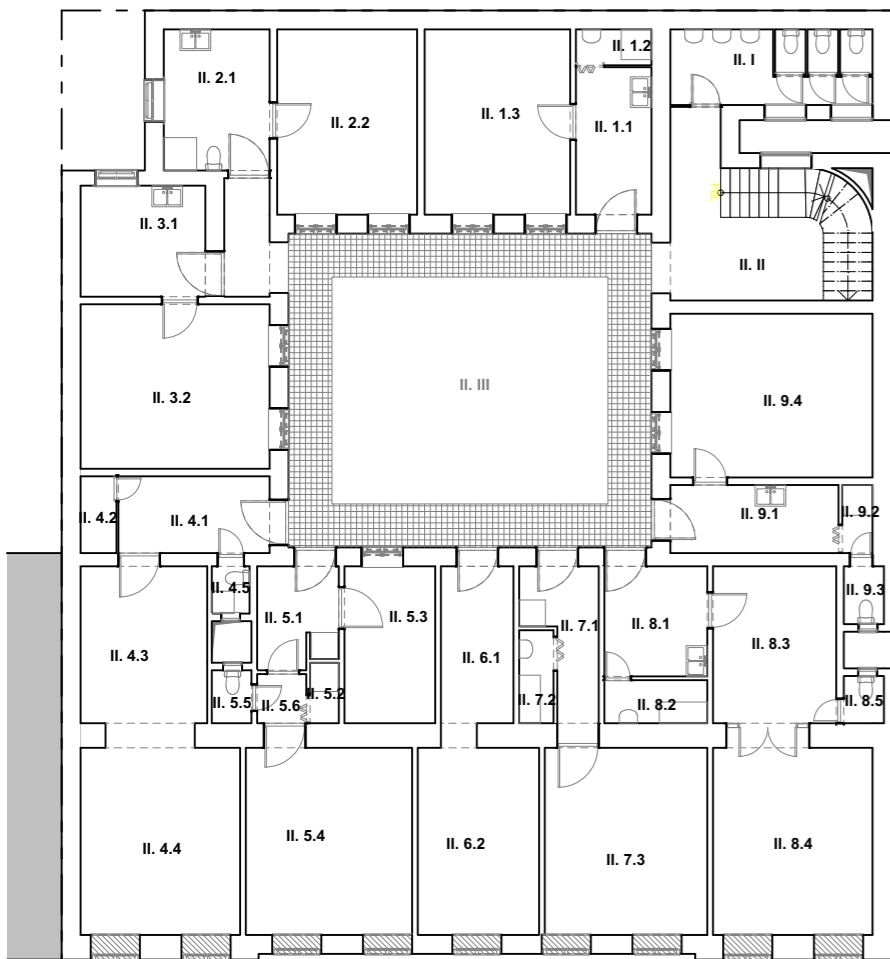 II. 1.2
II. I
II. 2.1
II. 2.2
II. 1.3
II. 1.1
II. 3.1
II. II
II. III
II. 3.2
II. 9.4
II. 4.2
II. 4.1
II. 9.1
II. 9.2
II. 4.5
II. 5.1
II. 5.3
II. 7.1
II. 8.1
II. 9.3
II. 4.3
II. 6.1
II. 8.3
II. 5.5
II. 5.6
II. 5.2
II. 7.2
II. 8.2
II. 8.5
II. 4.4
II. 5.4
II. 6.2
II. 7.3
II. 8.4